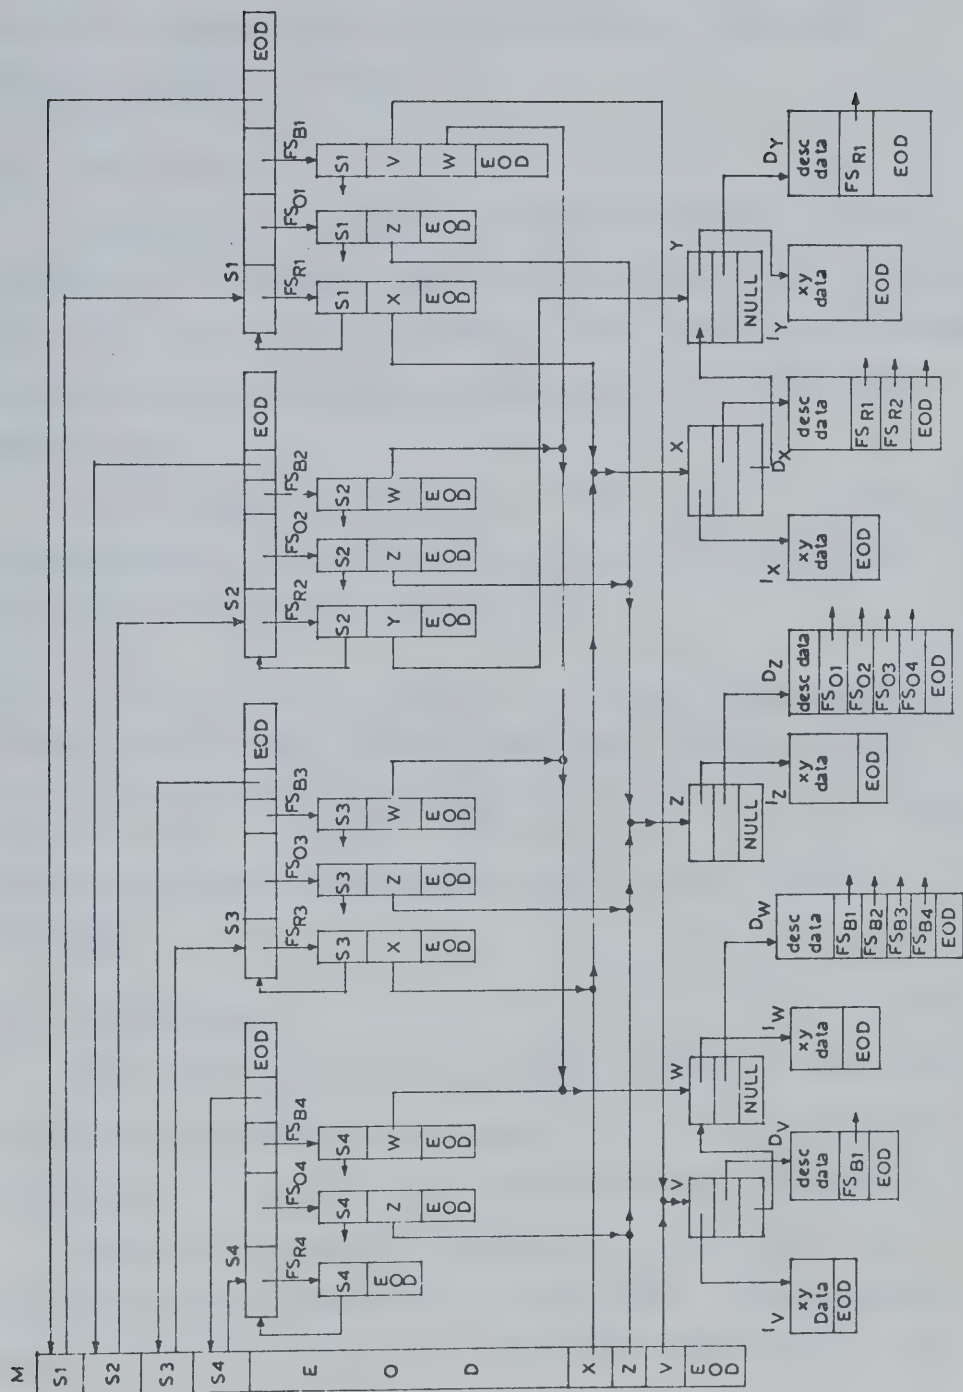 M
S1
S2
S3
S4
E O D
X
Z
V
EOD
S1
EOD
FSR1
FSO1
FSB1
S1
X
EOD
S1
Z
EOD
S1
V
W
EOD
S2
EOD
FSR2
FSO2
FSB2
S2
Y
EOD
S2
Z
EOD
S2
W
EOD
S3
EOD
FSR3
FSO3
FSB3
S3
X
EOD
S3
Z
EOD
S3
W
EOD
S4
EOD
FSR4
FSO4
FSB4
S4
EOD
S4
Z
EOD
S4
W
EOD
V
W
NULL
Z
NULL
X
Y
NULL
IV
xy
Data
EOD
DV
desc
data
FSB1
EOD
IW
xy
data
EOD
DW
desc
data
FSB1
FSB2
FSB3
FSB4
EOD
IZ
xy
data
EOD
DZ
desc data
FSO1
FSO2
FSO3
FSO4
EOD
IX
xy
data
EOD
DX
desc
data
FSR1
FSR2
EOD
IY
xy
data
EOD
DY
desc
data
FSR1
EOD